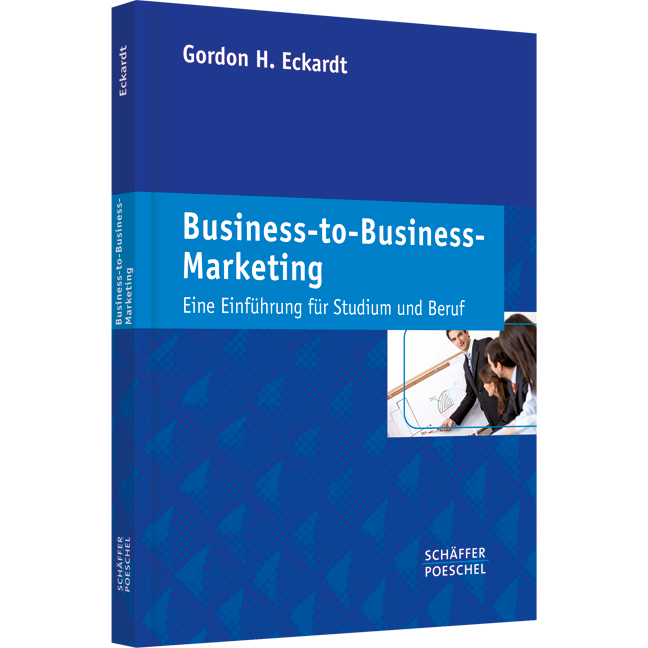 Eckardt
Business-to-Business-
Marketing
SCHÄFFER
POESCHEL
Gordon H. Eckardt
Business-to-Business-
Marketing
Eine Einführung für Studium und Beruf
SCHÄFFER
POESCHEL